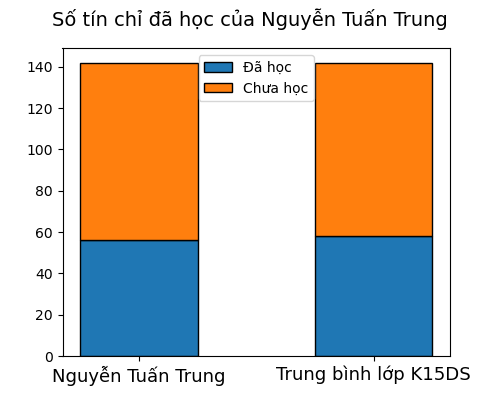 Số tín chỉ đã học của Nguyễn Tuấn Trung
Đã học
Chưa học
140
120
100
80
60
40
20
0
Nguyễn Tuấn Trung
Trung bình lớp K15DS